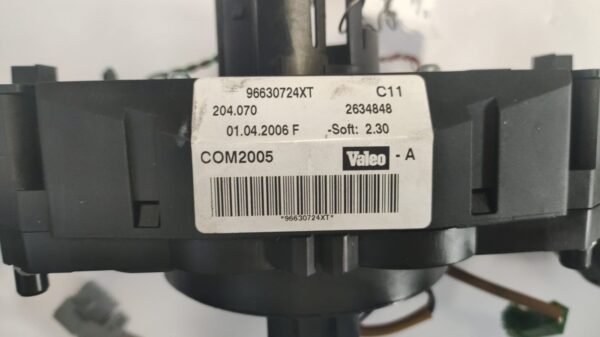 96630724XT C11
204.070 2634848
01.04.2006 F -Soft: 2.30
COM2005 Valeo - A
*96630724XT*